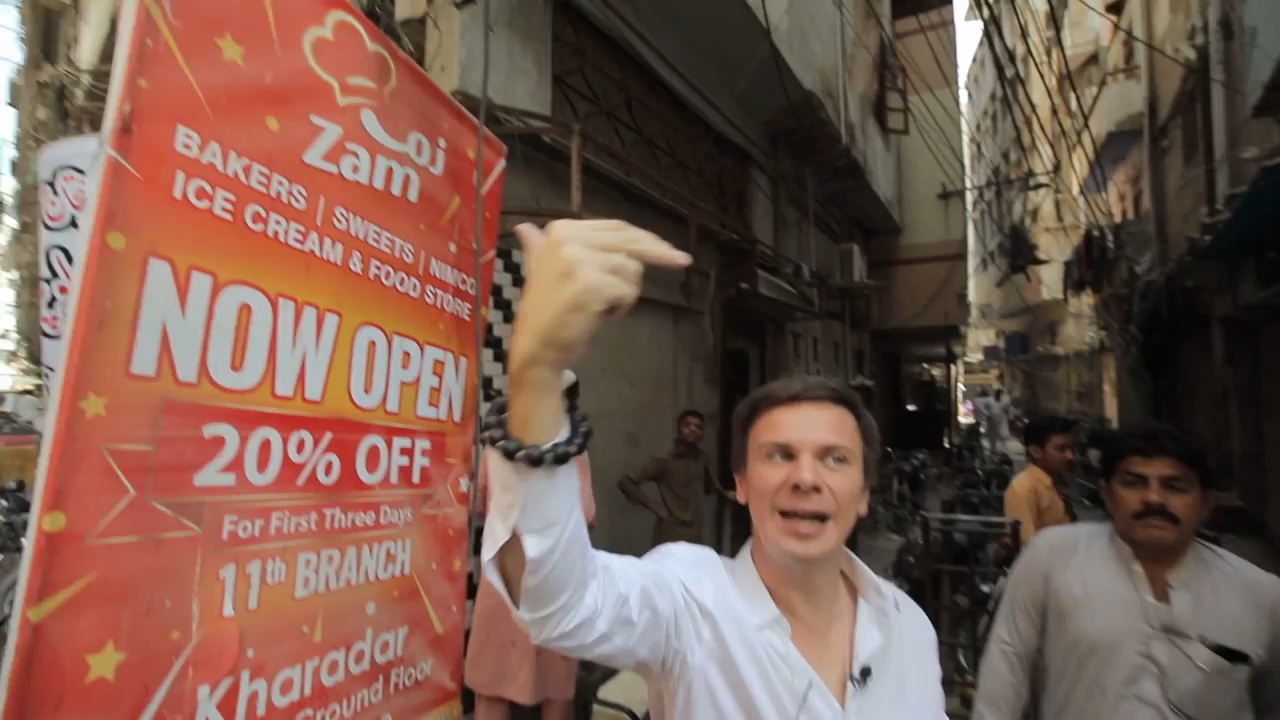 Zamzoj
BAKERS | SWEETS | NIMCO
ICE CREAM & FOOD STORE
NOW OPEN
20% OFF
For First Three Days
11th BRANCH
Kharadar
Ground Floor